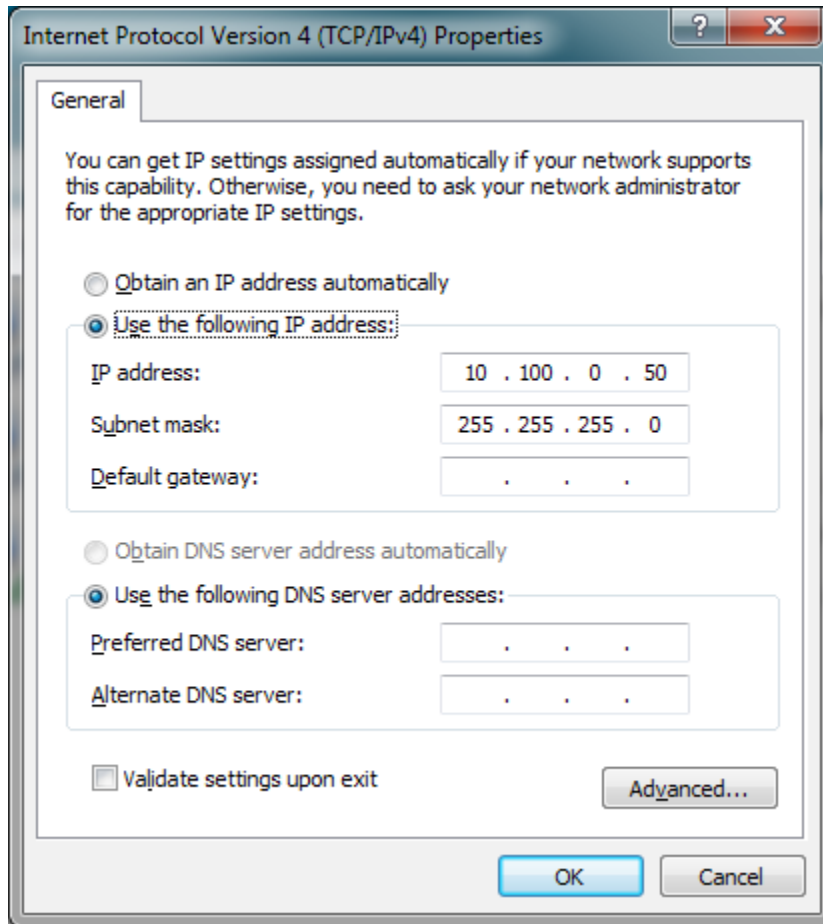 Internet Protocol Version 4 (TCP/IPv4) Properties
?
General
You can get IP settings assigned automatically if your network supports
this capability. Otherwise, you need to ask your network administrator
for the appropriate IP settings.
Obtain an IP address automatically
Use the following IP address:
IP address: 10 . 100 . 0 . 50
Subnet mask: 255 . 255 . 255 . 0
Default gateway: . . .
Obtain DNS server address automatically
Use the following DNS server addresses:
Preferred DNS server: . . .
Alternate DNS server: . . .
Validate settings upon exit
Advanced...
OK Cancel